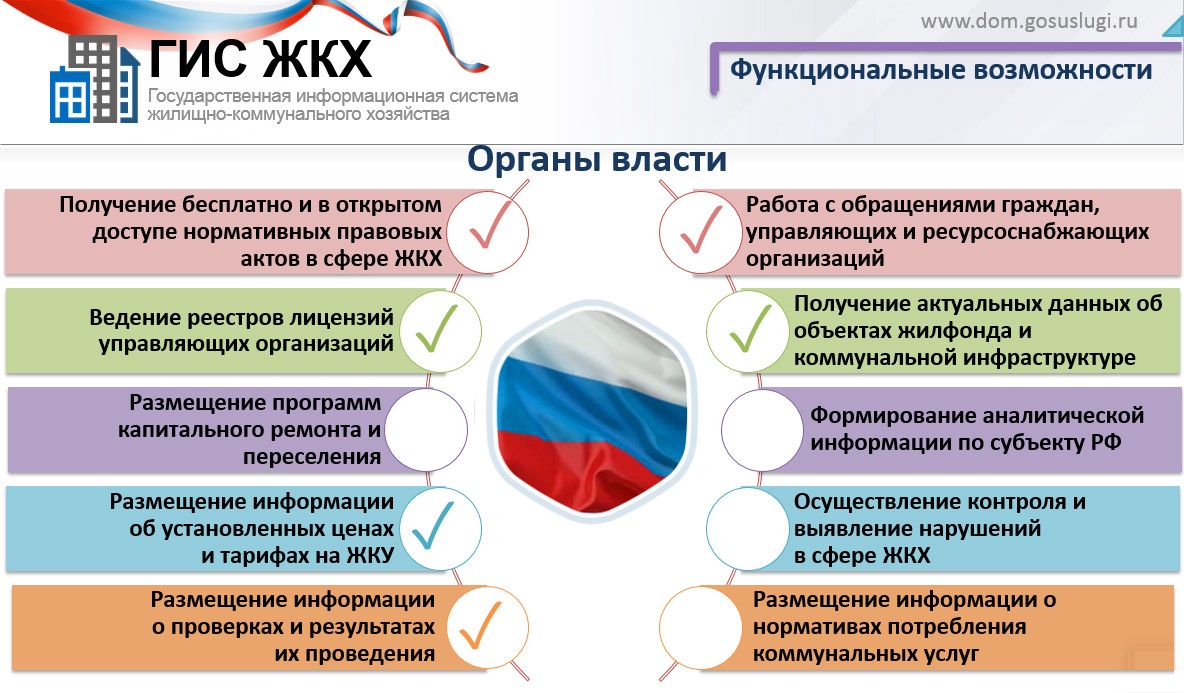 www.dom.gosuslugi.ru
ГИС ЖКХ
Государственная информационная система
жилищно-коммунального хозяйства
Функциональные возможности
Органы власти
Получение бесплатно и в открытом
доступе нормативных правовых
актов в сфере ЖКХ
Ведение реестров лицензий
управляющих организаций
Размещение программ
капитального ремонта и
переселения
Размещение информации
об установленных ценах
и тарифах на ЖКУ
Размещение информации
о проверках и результатах
их проведения
Работа с обращениями граждан,
управляющих и ресурсоснабжающих
организаций
Получение актуальных данных об
объектах жилфонда и
коммунальной инфраструктуре
Формирование аналитической
информации по субъекту РФ
Осуществление контроля и
выявление нарушений
в сфере ЖКХ
Размещение информации о
нормативах потребления
коммунальных услуг